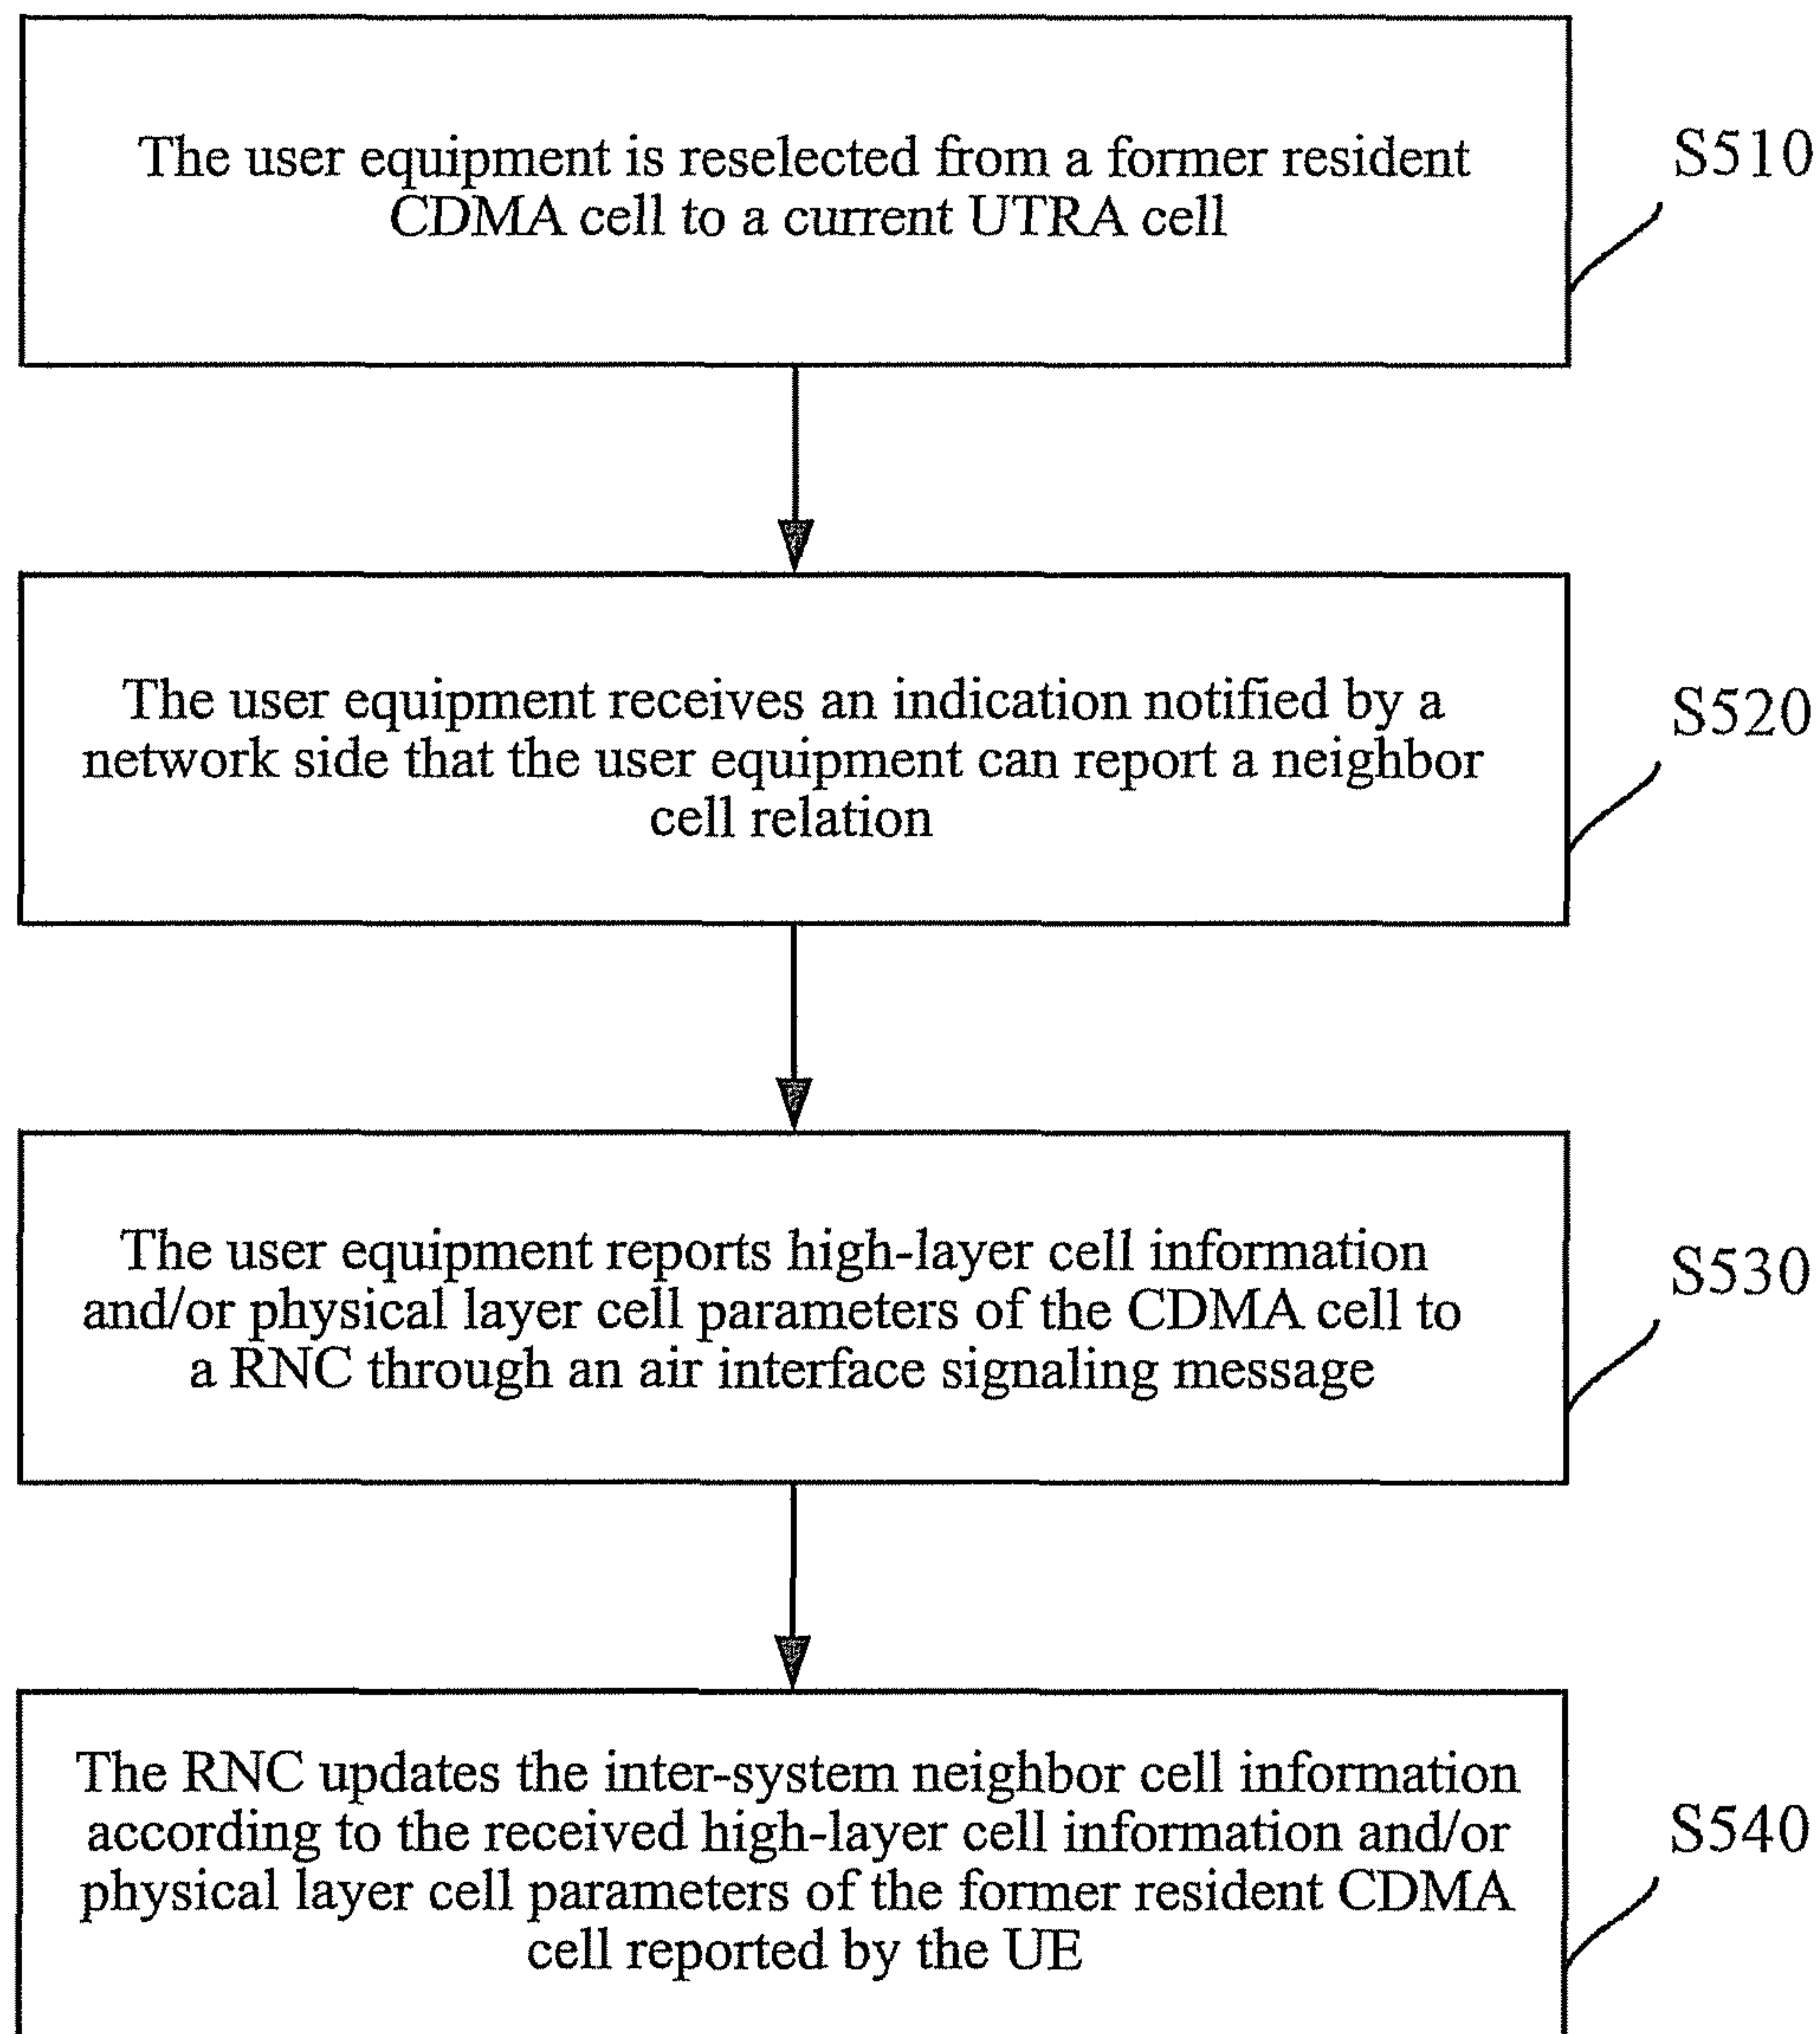 The user equipment is reselected from a former resident
CDMA cell to a current UTRA cell
S510
The user equipment receives an indication notified by a
network side that the user equipment can report a neighbor
cell relation
S520
The user equipment reports high-layer cell information
and/or physical layer cell parameters of the CDMA cell to
a RNC through an air interface signaling message
S530
The RNC updates the inter-system neighbor cell information
according to the received high-layer cell information and/or
physical layer cell parameters of the former resident CDMA
cell reported by the UE
S540